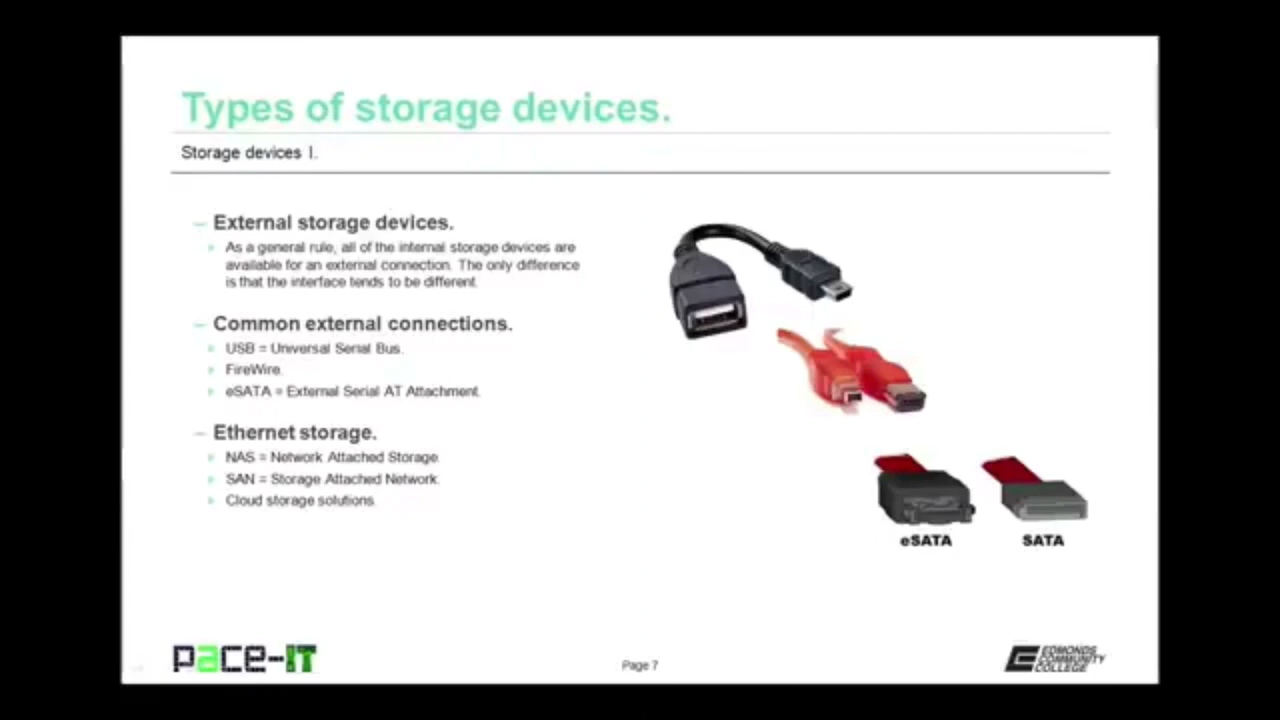 Types of storage devices.
Storage devices I.
– External storage devices.
» As a general rule, all of the internal storage devices are
available for an external connection. The only difference
is that the interface tends to be different.
– Common external connections.
» USB = Universal Serial Bus.
» FireWire.
» eSATA = External Serial AT Attachment.
– Ethernet storage.
» NAS = Network Attached Storage.
» SAN = Storage Attached Network.
» Cloud storage solutions.
eSATA
SATA
pace-IT
Page 7
EDMONDS
COMMUNITY
COLLEGE